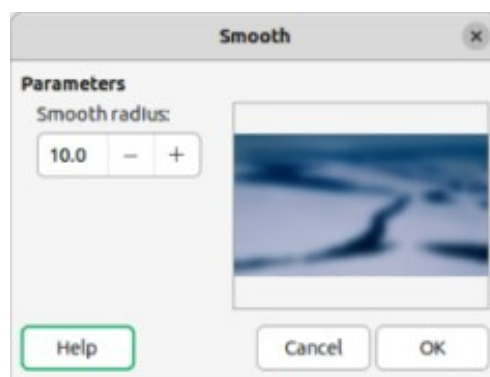 Smooth
Parameters
Smooth radius:
10.0 − +
Help Cancel OK